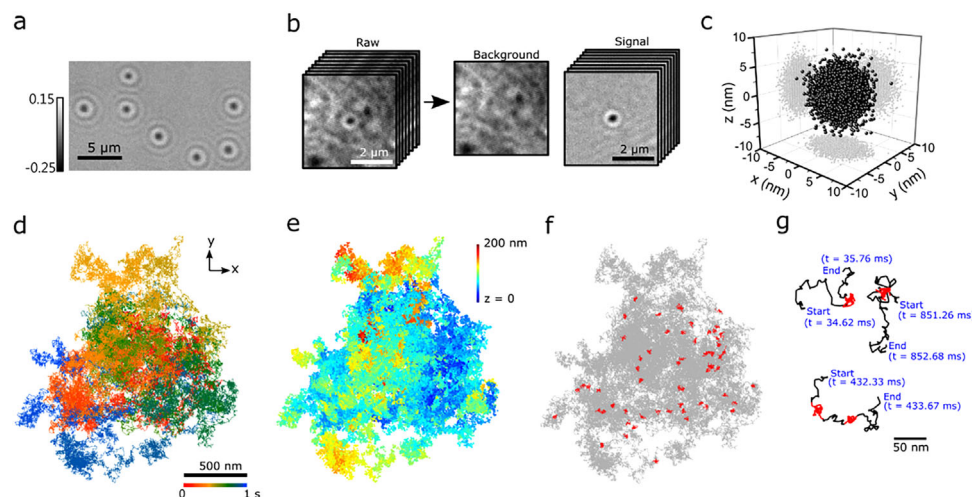 a
0.15
-0.25
5 µm
b
Raw
Background
Signal
2 µm
2 µm
c
10
5
0
-5
-10
z (nm)
-10
-5
0
5
10
x (nm)
-10
-5
0
5
10
y (nm)
d
y
x
500 nm
0
1 s
e
200 nm
z = 0
f
g
(t = 35.76 ms)
End
Start
(t = 34.62 ms)
Start
(t = 851.26 ms)
End
(t = 852.68 ms)
Start
(t = 432.33 ms)
End
(t = 433.67 ms)
50 nm